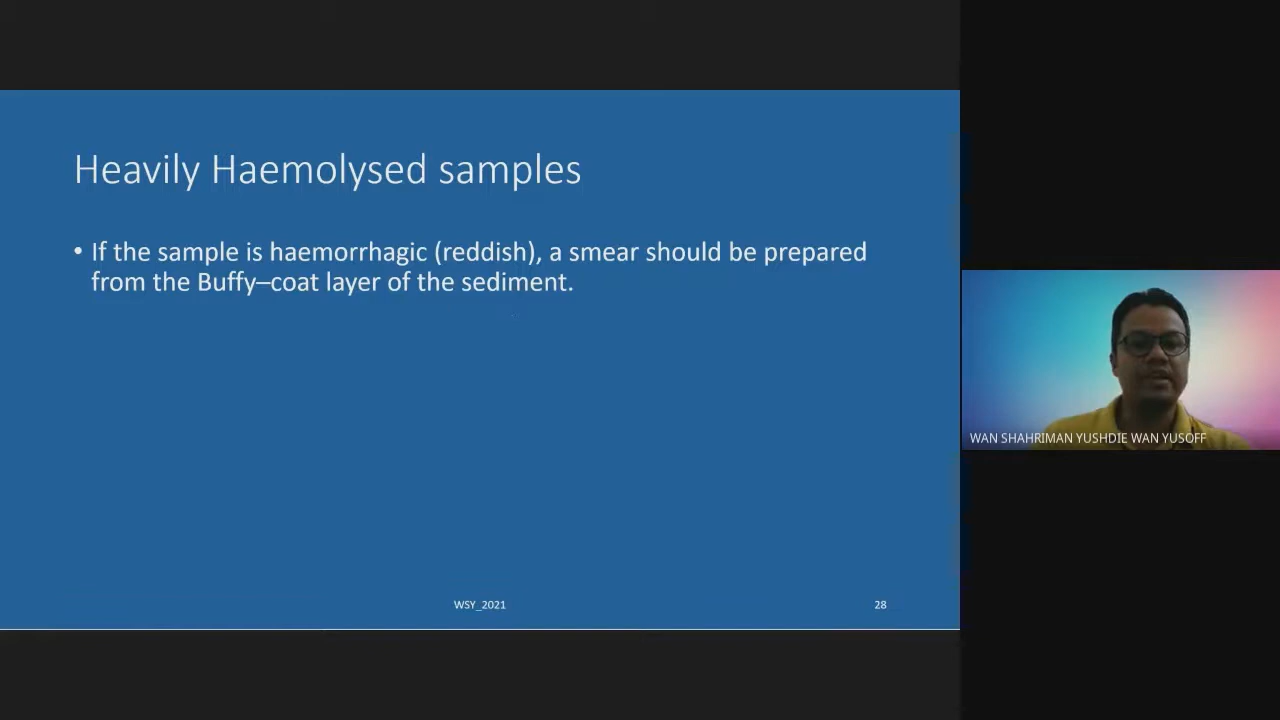 Heavily Haemolysed samples
• If the sample is haemorrhagic (reddish), a smear should be prepared
from the Buffy–coat layer of the sediment.
WAN SHAHRIMAN YUSHDIE WAN YUSOFF
WSY_2021
28